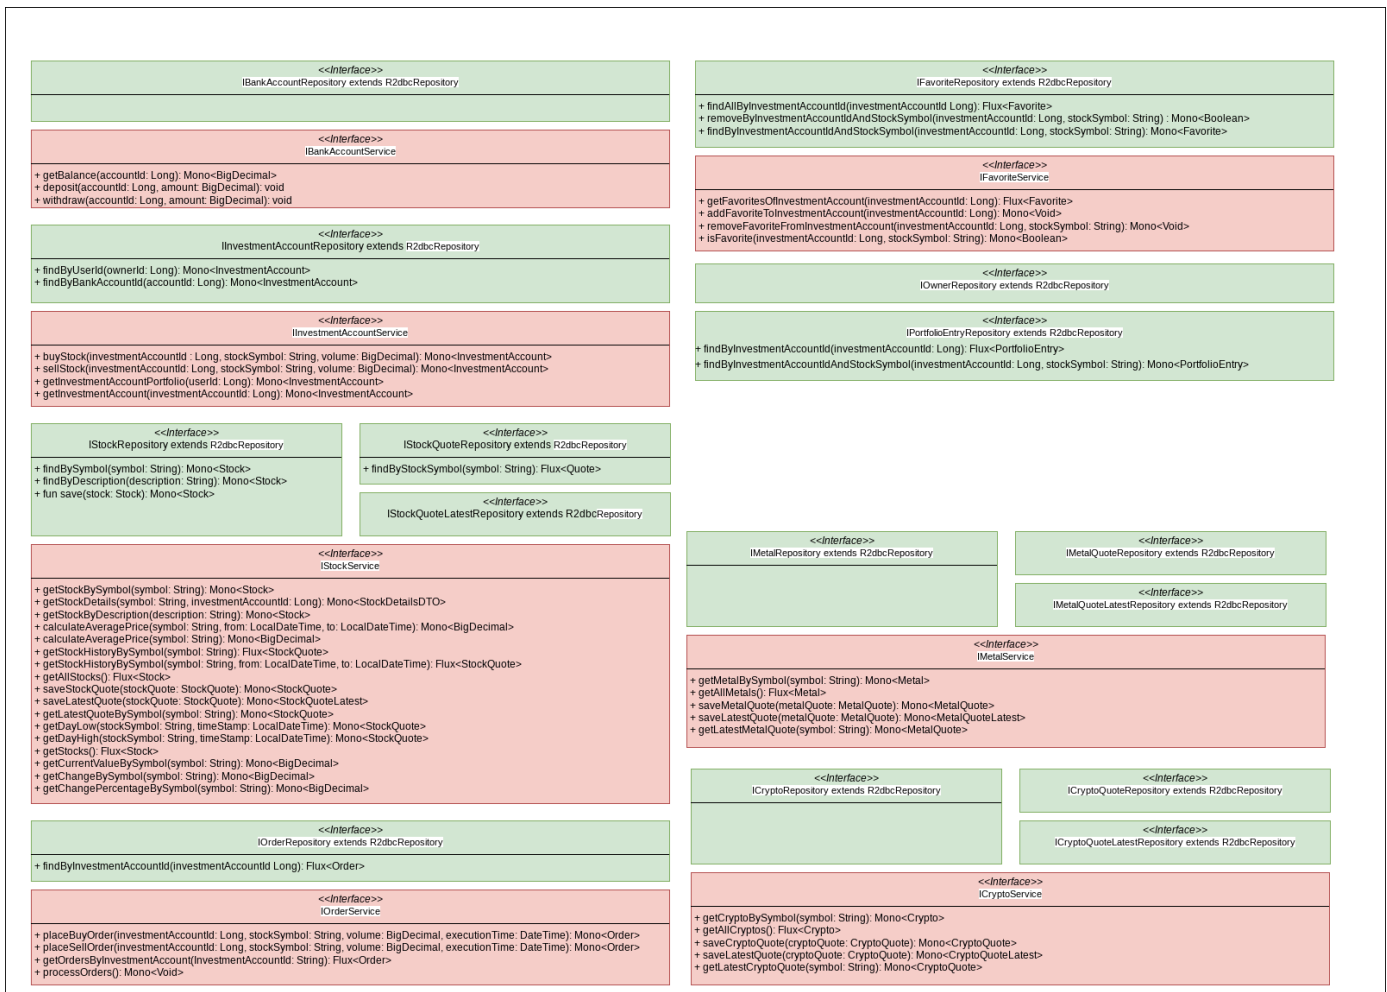 <<Interface>>
IBankAccountRepository extends R2dbcRepository
<<Interface>>
IBankAccountService
+ getBalance(accountId: Long): Mono<BigDecimal>
+ deposit(accountId: Long, amount: BigDecimal): void
+ withdraw(accountId: Long, amount: BigDecimal): void
<<Interface>>
IInvestmentAccountRepository extends R2dbcRepository
+ findByUserId(ownerId: Long): Mono<InvestmentAccount>
+ findByBankAccountId(accountId: Long): Mono<InvestmentAccount>
<<Interface>>
IInvestmentAccountService
+ buyStock(investmentAccountId : Long, stockSymbol: String, volume: BigDecimal): Mono<InvestmentAccount>
+ sellStock(investmentAccountId: Long, stockSymbol: String, volume: BigDecimal): Mono<InvestmentAccount>
+ getInvestmentAccountPortfolio(userId: Long): Mono<InvestmentAccount>
+ getInvestmentAccount(investmentAccountId: Long): Mono<InvestmentAccount>
<<Interface>>
IStockRepository extends R2dbcRepository
+ findBySymbol(symbol: String): Mono<Stock>
+ findByDescription(description: String): Mono<Stock>
+ fun save(stock: Stock): Mono<Stock>
<<Interface>>
IStockQuoteRepository extends R2dbcRepository
+ findByStockSymbol(symbol: String): Flux<Quote>
<<Interface>>
IStockQuoteLatestRepository extends R2dbcRepository
<<Interface>>
IStockService
+ getStockBySymbol(symbol: String): Mono<Stock>
+ getStockDetails(symbol: String, investmentAccountId: Long): Mono<StockDetailsDTO>
+ getStockByDescription(description: String): Mono<Stock>
+ calculateAveragePrice(symbol: String, from: LocalDateTime, to: LocalDateTime): Mono<BigDecimal>
+ calculateAveragePrice(symbol: String): Mono<BigDecimal>
+ getStockHistoryBySymbol(symbol: String): Flux<StockQuote>
+ getStockHistoryBySymbol(symbol: String, from: LocalDateTime, to: LocalDateTime): Flux<StockQuote>
+ getAllStocks(): Flux<Stock>
+ saveStockQuote(stockQuote: StockQuote): Mono<StockQuote>
+ saveLatestQuote(stockQuote: StockQuote): Mono<StockQuoteLatest>
+ getLatestQuoteBySymbol(symbol: String): Mono<StockQuote>
+ getDayLow(stockSymbol: String, timeStamp: LocalDateTime): Mono<StockQuote>
+ getDayHigh(stockSymbol: String, timeStamp: LocalDateTime): Mono<StockQuote>
+ getStocks(): Flux<Stock>
+ getCurrentValueBySymbol(symbol: String): Mono<BigDecimal>
+ getChangeBySymbol(symbol: String): Mono<BigDecimal>
+ getChangePercentageBySymbol(symbol: String): Mono<BigDecimal>
<<Interface>>
IOrderRepository extends R2dbcRepository
+ findByInvestmentAccountId(investmentAccountId Long): Flux<Order>
<<Interface>>
IOrderService
+ placeBuyOrder(investmentAccountId: Long, stockSymbol: String, volume: BigDecimal, executionTime: DateTime): Mono<Order>
+ placeSellOrder(investmentAccountId: Long, stockSymbol: String, volume: BigDecimal, executionTime: DateTime): Mono<Order>
+ getOrdersByInvestmentAccount(InvestmentAccountId: String): Flux<Order>
+ processOrders(): Mono<Void>
<<Interface>>
IFavoriteRepository extends R2dbcRepository
+ findAllByInvestmentAccountId(investmentAccountId Long): Flux<Favorite>
+ removeByInvestmentAccountIdAndStockSymbol(investmentAccountId: Long, stockSymbol: String) : Mono<Boolean>
+ findByInvestmentAccountIdAndStockSymbol(investmentAccountId: Long, stockSymbol: String): Mono<Favorite>
<<Interface>>
IFavoriteService
+ getFavoritesOfInvestmentAccount(investmentAccountId: Long): Flux<Favorite>
+ addFavoriteToInvestmentAccount(investmentAccountId: Long): Mono<Void>
+ removeFavoriteFromInvestmentAccount(investmentAccountId: Long, stockSymbol: String): Mono<Void>
+ isFavorite(investmentAccountId: Long, stockSymbol: String): Mono<Boolean>
<<Interface>>
IOwnerRepository extends R2dbcRepository
<<Interface>>
IPortfolioEntryRepository extends R2dbcRepository
+ findByInvestmentAccountId(investmentAccountId: Long): Flux<PortfolioEntry>
+ findByInvestmentAccountIdAndStockSymbol(investmentAccountId: Long, stockSymbol: String): Mono<PortfolioEntry>
<<Interface>>
IMetalRepository extends R2dbcRepository
<<Interface>>
IMetalQuoteRepository extends R2dbcRepository
<<Interface>>
IMetalQuoteLatestRepository extends R2dbcRepository
<<Interface>>
IMetalService
+ getMetalBySymbol(symbol: String): Mono<Metal>
+ getAllMetals(): Flux<Metal>
+ saveMetalQuote(metalQuote: MetalQuote): Mono<MetalQuote>
+ saveLatestQuote(metalQuote: MetalQuote): Mono<MetalQuoteLatest>
+ getLatestMetalQuote(symbol: String): Mono<MetalQuote>
<<Interface>>
ICryptoRepository extends R2dbcRepository
<<Interface>>
ICryptoQuoteRepository extends R2dbcRepository
<<Interface>>
ICryptoQuoteLatestRepository extends R2dbcRepository
<<Interface>>
ICryptoService
+ getCryptoBySymbol(symbol: String): Mono<Crypto>
+ getAllCryptos(): Flux<Crypto>
+ saveCryptoQuote(cryptoQuote: CryptoQuote): Mono<CryptoQuote>
+ saveLatestQuote(cryptoQuote: CryptoQuote): Mono<CryptoQuoteLatest>
+ getLatestCryptoQuote(symbol: String): Mono<CryptoQuote>